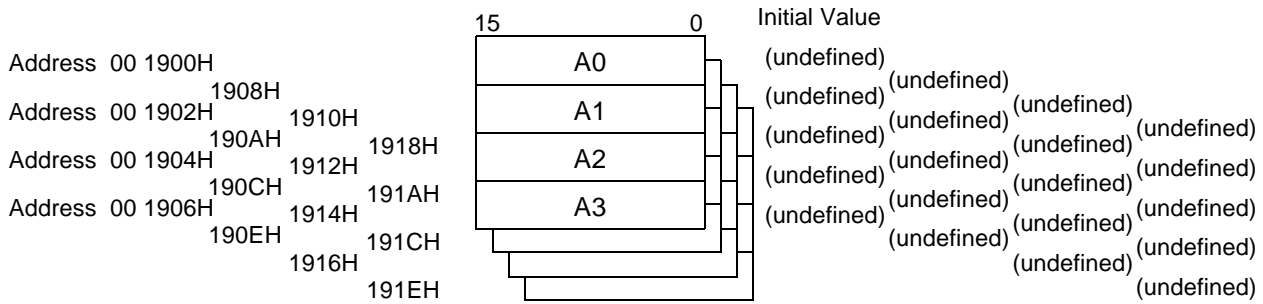 15 0 Initial Value
Address 00 1900H A0 (undefined)
1908H (undefined)
(undefined) (undefined)
Address 00 1902H 1910H A1 (undefined)
190AH 1918H (undefined) (undefined)
Address 00 1904H 1912H A2 (undefined) (undefined)
190CH 191AH (undefined) (undefined)
Address 00 1906H 1914H A3 (undefined) (undefined)
190EH 191CH (undefined) (undefined)
(undefined) (undefined)
1916H (undefined)
191EH (undefined)